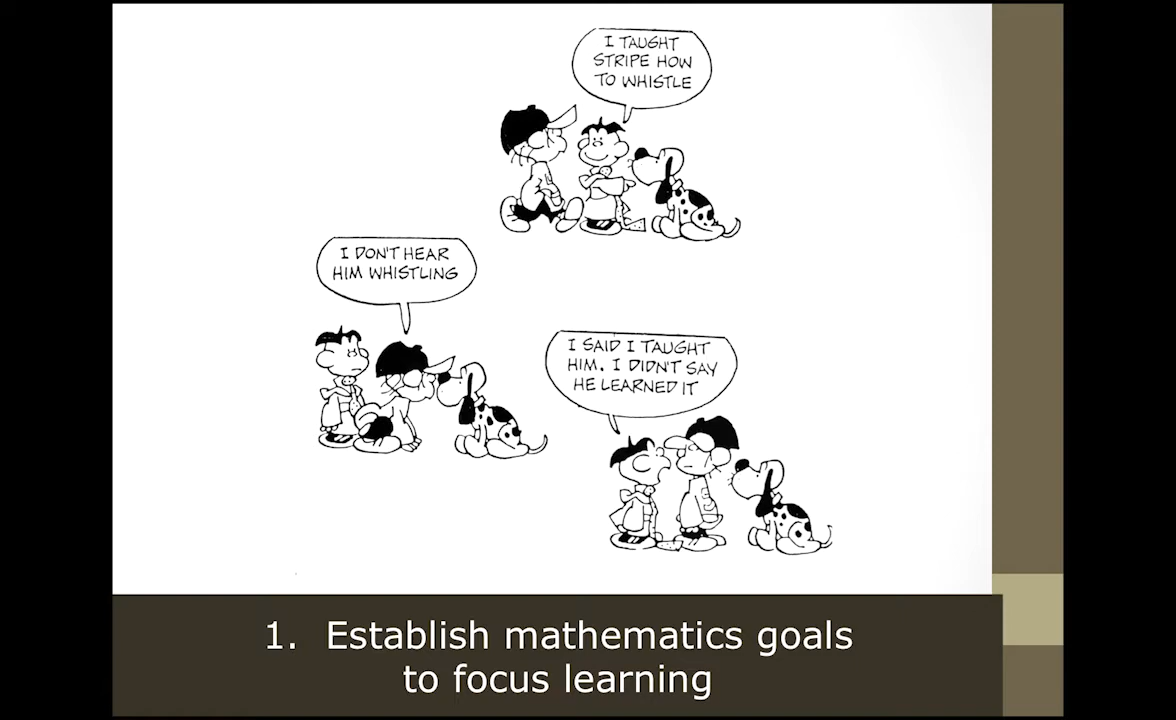 I TAUGHT
STRIPE HOW
TO WHISTLE
I DON'T HEAR
HIM WHISTLING
I SAID I TAUGHT
HIM. I DIDN'T SAY
HE LEARNED IT
1. Establish mathematics goals
to focus learning